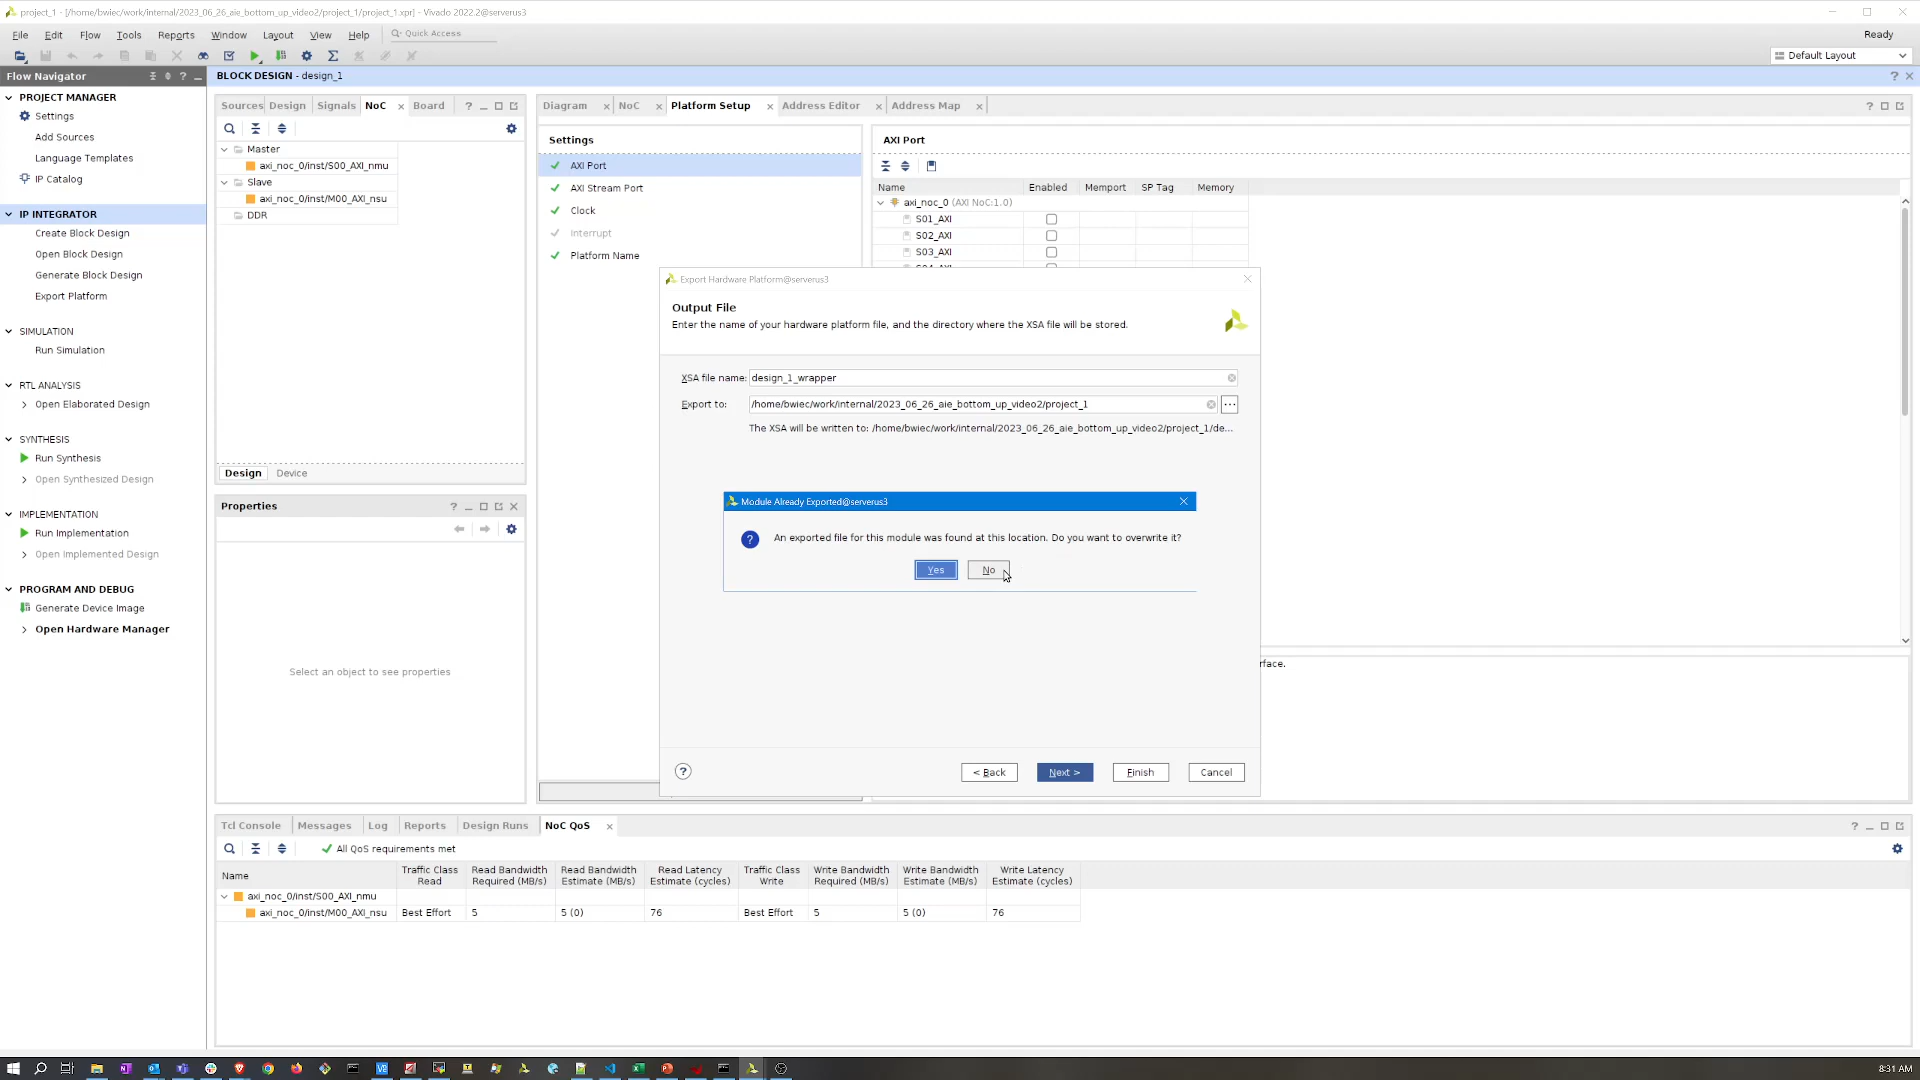 project_1 - [/home/bwiec/work/internal/2023_06_26_aie_bottom_up_video2/project_1/project_1.xpr] - Vivado 2022.2@serverus3
File Edit Flow Tools Reports Window Layout View Help Quick Access
Ready
Default Layout
Flow Navigator
PROJECT MANAGER
Settings
Add Sources
Language Templates
IP Catalog
IP INTEGRATOR
Create Block Design
Open Block Design
Generate Block Design
Export Platform
SIMULATION
Run Simulation
RTL ANALYSIS
Open Elaborated Design
SYNTHESIS
Run Synthesis
Open Synthesized Design
IMPLEMENTATION
Run Implementation
Open Implemented Design
PROGRAM AND DEBUG
Generate Device Image
Open Hardware Manager
BLOCK DESIGN - design_1
Sources Design Signals NoC Board
Master
axi_noc_0/inst/S00_AXI_nmu
Slave
axi_noc_0/inst/M00_AXI_nsu
DDR
Design Device
Properties
Select an object to see properties
Diagram NoC Platform Setup Address Editor Address Map
Settings
AXI Port
AXI Stream Port
Clock
Interrupt
Platform Name
AXI Port
Name Enabled Memport SP Tag Memory
axi_noc_0 (AXI NoC:1.0)
S01_AXI
S02_AXI
S03_AXI
rface.
Export Hardware Platform@serverus3
Output File
Enter the name of your hardware platform file, and the directory where the XSA file will be stored.
XSA file name: design_1_wrapper
Export to: /home/bwiec/work/internal/2023_06_26_aie_bottom_up_video2/project_1
The XSA will be written to: /home/bwiec/work/internal/2023_06_26_aie_bottom_up_video2/project_1/de...
Module Already Exported@serverus3
An exported file for this module was found at this location. Do you want to overwrite it?
Yes No
< Back Next > Finish Cancel
Tcl Console Messages Log Reports Design Runs NoC QoS
All QoS requirements met
Name Traffic Class Read Read Bandwidth Required (MB/s) Read Bandwidth Estimate (MB/s) Read Latency Estimate (cycles) Traffic Class Write Write Bandwidth Required (MB/s) Write Bandwidth Estimate (MB/s) Write Latency Estimate (cycles)
axi_noc_0/inst/S00_AXI_nmu
axi_noc_0/inst/M00_AXI_nsu Best Effort 5 5 (0) 76 Best Effort 5 5 (0) 76
8:31 AM